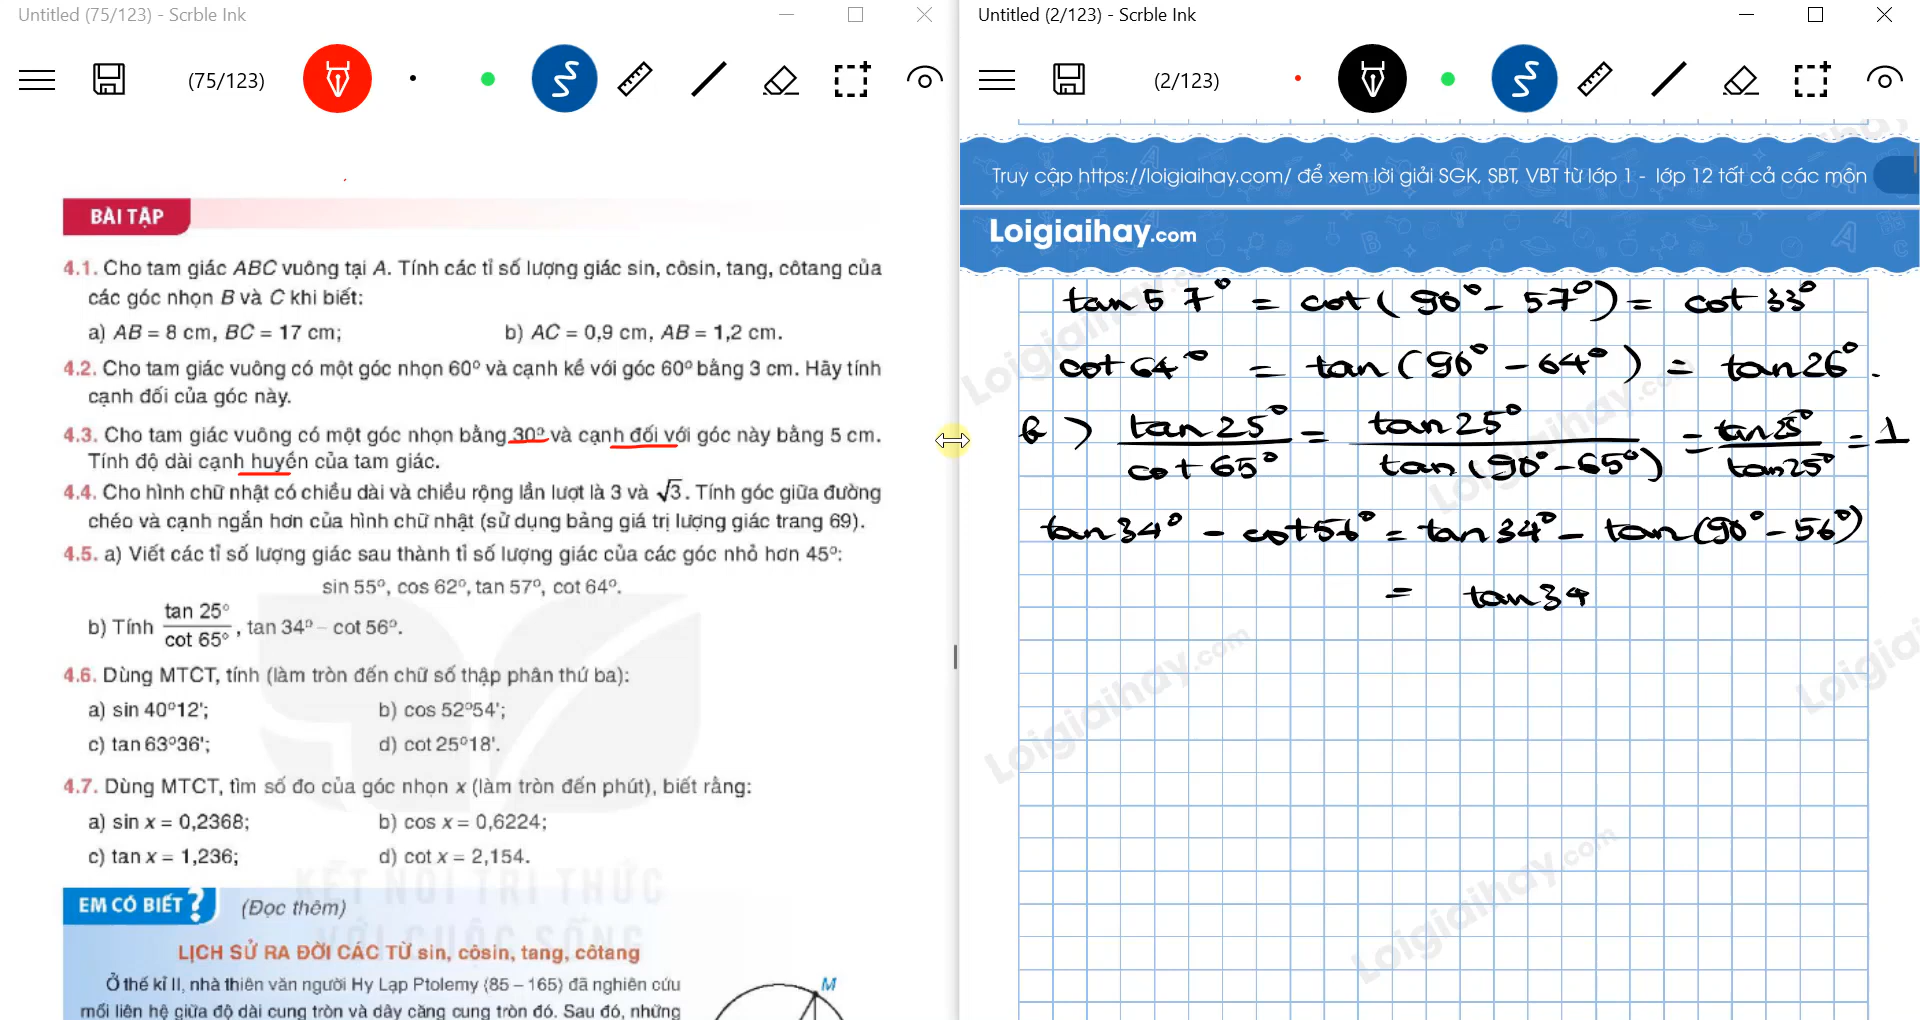 Untitled (75/123) - Scrble Ink
(75/123)
BÀI TẬP
4.1. Cho tam giác ABC vuông tại A. Tính các tỉ số lượng giác sin, côsin, tang, côtang của
các góc nhọn B và C khi biết:
a) AB = 8 cm, BC = 17 cm; b) AC = 0,9 cm, AB = 1,2 cm.
4.2. Cho tam giác vuông có một góc nhọn 60° và cạnh kề với góc 60° bằng 3 cm. Hãy tính
cạnh đối của góc này.
4.3. Cho tam giác vuông có một góc nhọn bằng 30° và cạnh đối với góc này bằng 5 cm.
Tính độ dài cạnh huyền của tam giác.
4.4. Cho hình chữ nhật có chiều dài và chiều rộng lần lượt là 3 và √3. Tính góc giữa đường
chéo và cạnh ngắn hơn của hình chữ nhật (sử dụng bảng giá trị lượng giác trang 69).
4.5. a) Viết các tỉ số lượng giác sau thành tỉ số lượng giác của các góc nhỏ hơn 45°:
sin 55°, cos 62°, tan 57°, cot 64°.
b) Tính tan 25° / cot 65°, tan 34° – cot 56°.
4.6. Dùng MTCT, tính (làm tròn đến chữ số thập phân thứ ba):
a) sin 40°12'; b) cos 52°54';
c) tan 63°36'; d) cot 25°18'.
4.7. Dùng MTCT, tìm số đo của góc nhọn x (làm tròn đến phút), biết rằng:
a) sin x = 0,2368; b) cos x = 0,6224;
c) tan x = 1,236; d) cot x = 2,154.
KẾT NỐI TRI THỨC
VỚI CUỘC SỐNG
EM CÓ BIẾT ? (Đọc thêm)
LỊCH SỬ RA ĐỜI CÁC TỪ sin, côsin, tang, côtang
Ở thế kỉ II, nhà thiên văn người Hy Lạp Ptolemy (85 – 165) đã nghiên cứu
mối liên hệ giữa độ dài cung tròn và dây căng cung tròn đó. Sau đó, những
M
Untitled (2/123) - Scrble Ink
(2/123)
Truy cập https://loigiaihay.com/ để xem lời giải SGK, SBT, VBT từ lớp 1 - lớp 12 tất cả các môn
Loigiaihay.com
tan 57° = cot(90° - 57°) = cot 33°
cot 64° = tan(90° - 64°) = tan 26°.
b) tan 25° / cot 65° = tan 25° / tan(90° - 65°) = tan 25° / tan 25° = 1
tan 34° - cot 56° = tan 34° - tan(90° - 56°)
= tan 34
Loigiaihay.com
Loigiaihay.com
Loigiaihay.com